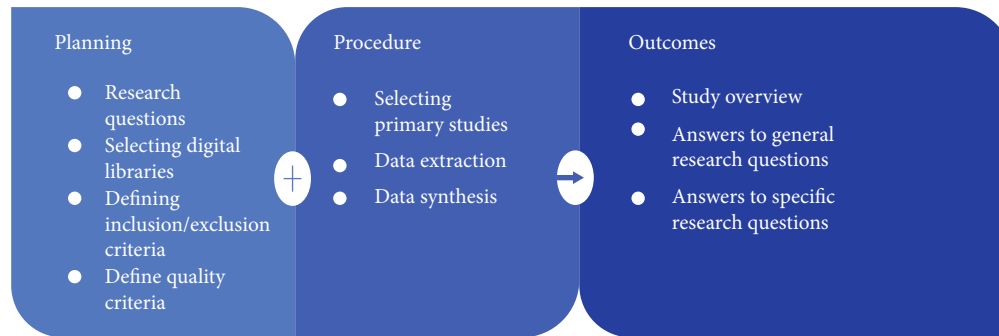 Planning
Research
questions
Selecting digital
libraries
Defining
inclusion/exclusion
criteria
Define quality
criteria
Procedure
Selecting
primary studies
Data extraction
Data synthesis
Outcomes
Study overview
Answers to general
research questions
Answers to specific
research questions